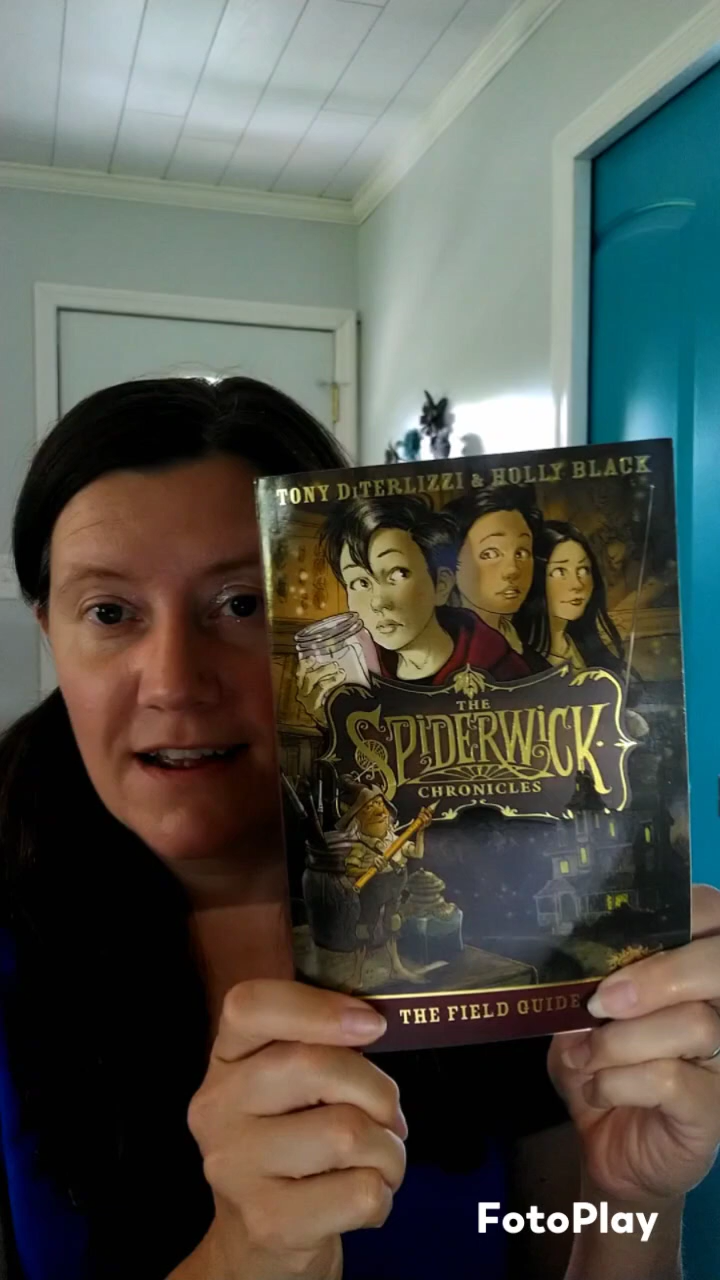 TONY DiTERLIZZI & HOLLY BLACK
THE
SPiDERWiCK
CHRONICLES
THE FIELD GUIDE
FotoPlay